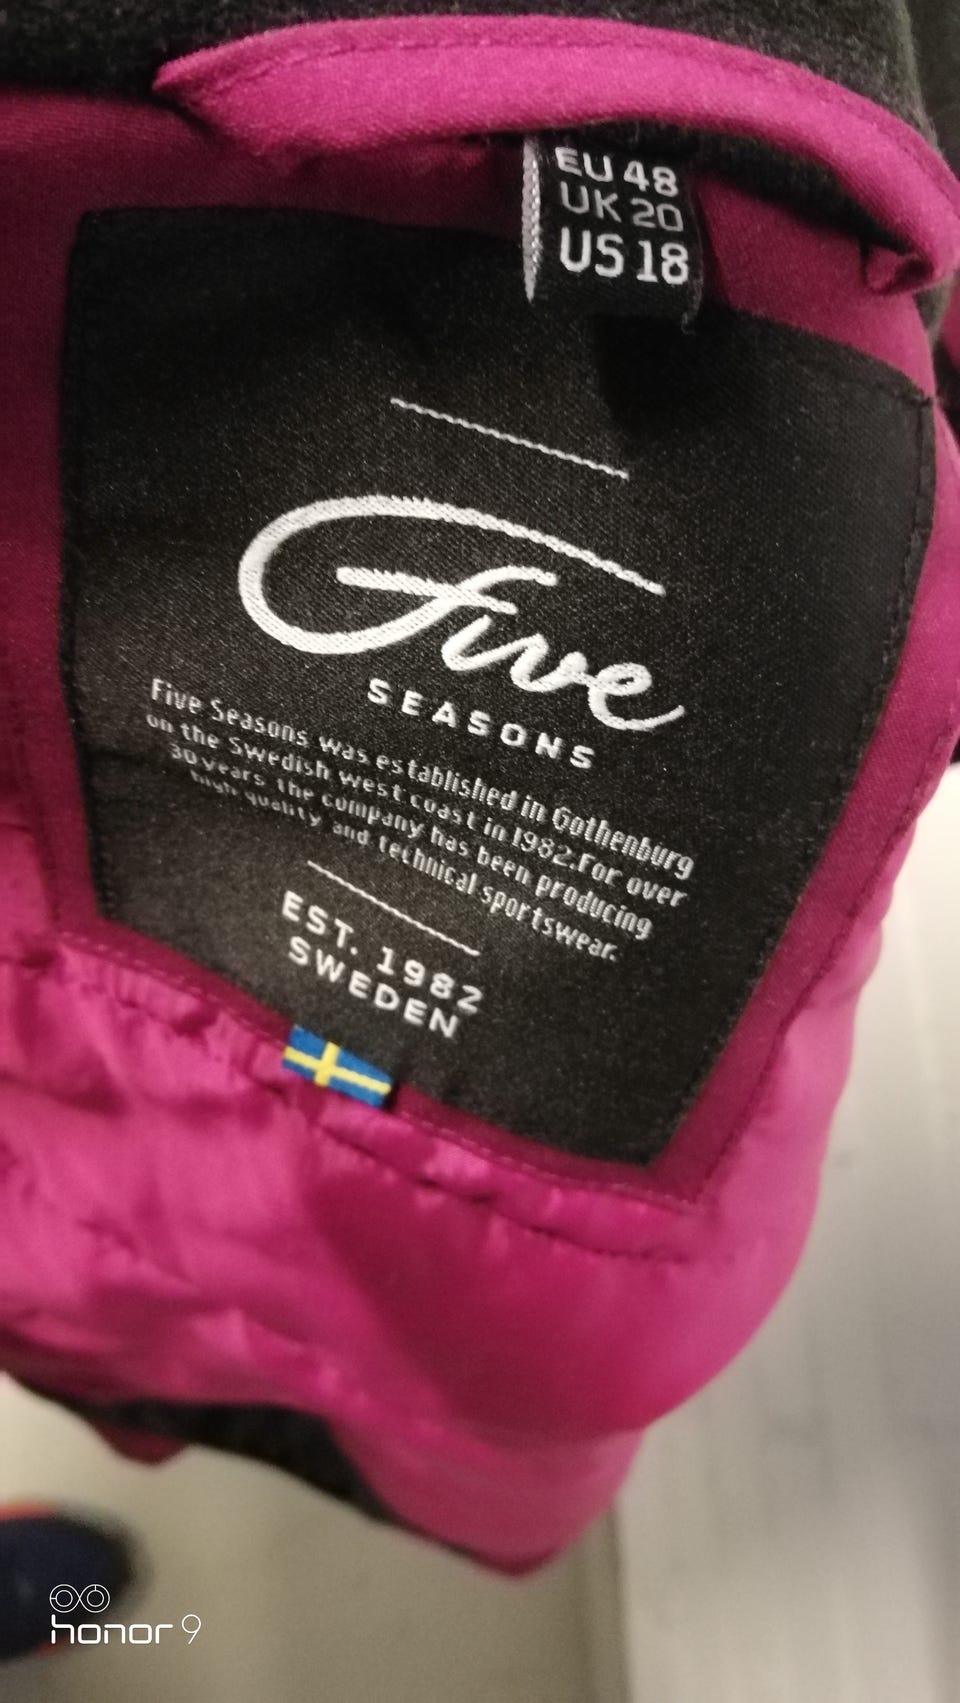 EU 48
UK 20
US 18
Five
SEASONS
Five Seasons was established in Gothenburg
on the Swedish west coast in 1982.For over
30 years the company has been producing
high quality and technical sportswear.
EST. 1982
SWEDEN
honor 9